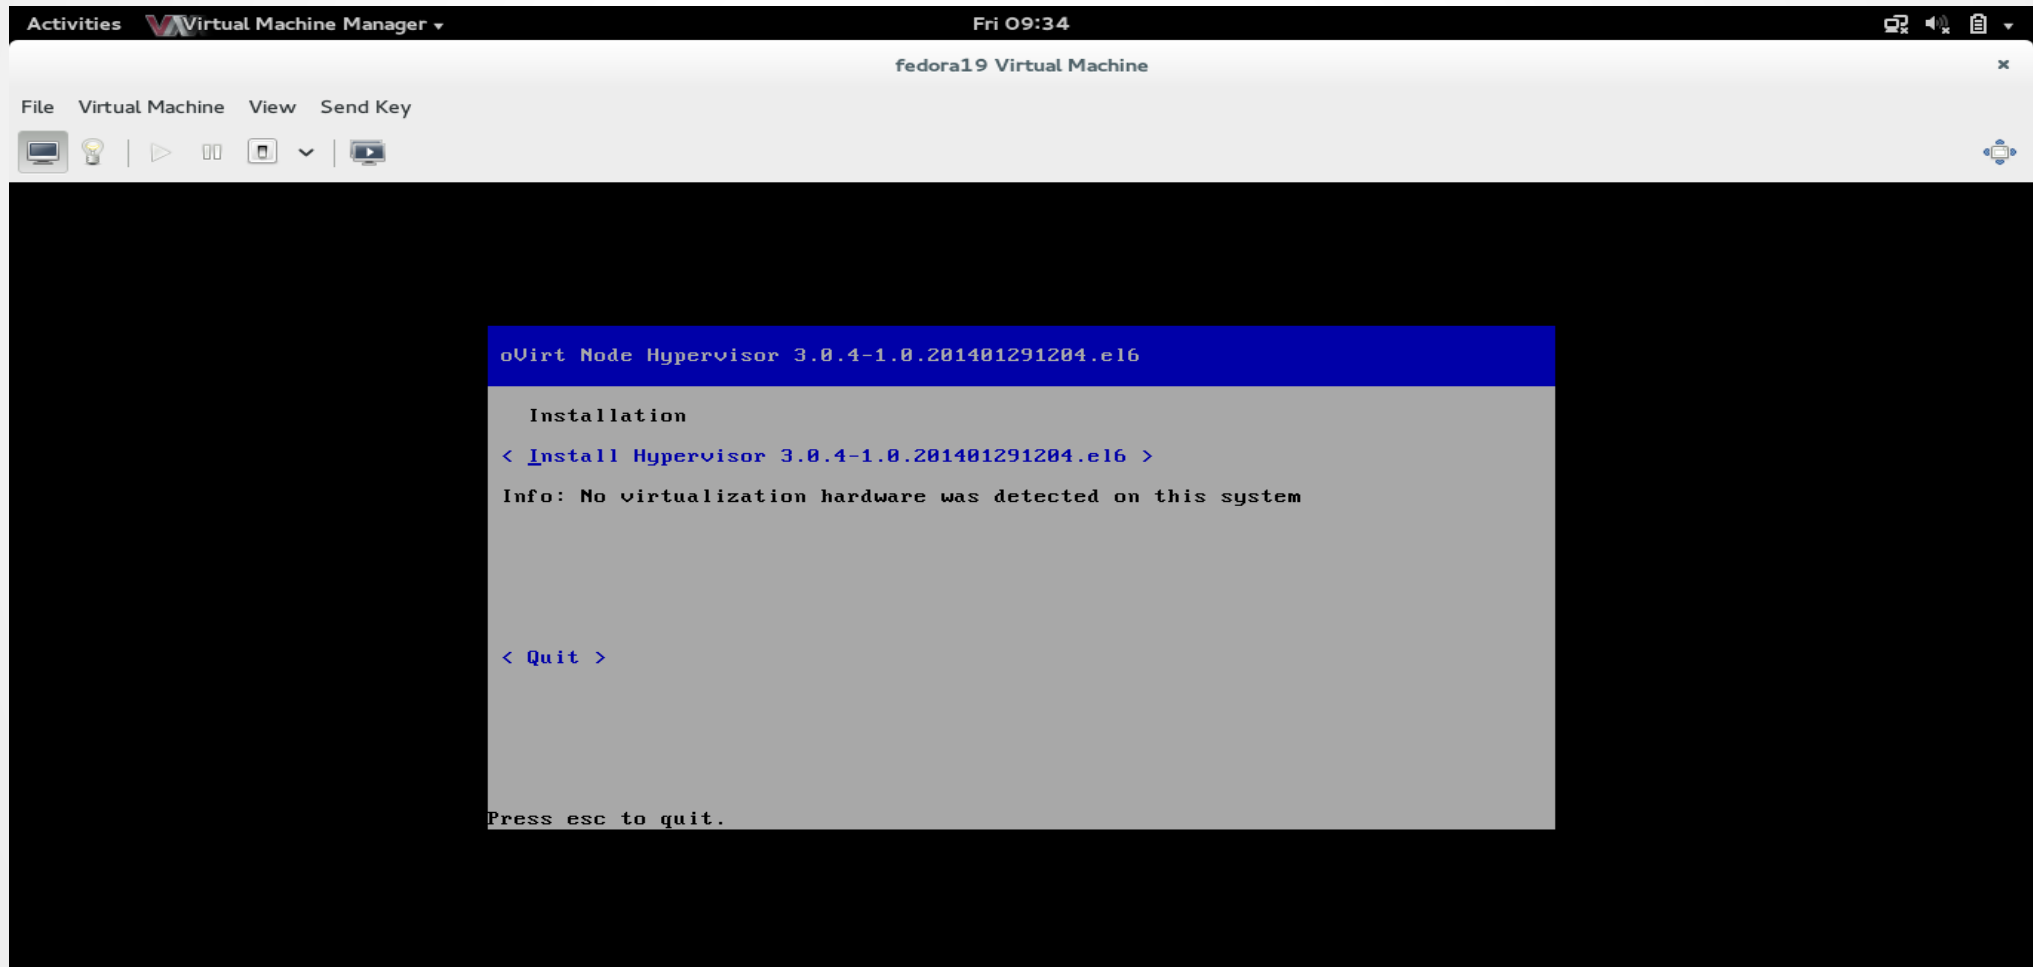 Activities Virtual Machine Manager Fri 09:34
fedora19 Virtual Machine
File Virtual Machine View Send Key
oVirt Node Hypervisor 3.0.4-1.0.201401291204.el6
Installation
< Install Hypervisor 3.0.4-1.0.201401291204.el6 >
Info: No virtualization hardware was detected on this system
< Quit >
Press esc to quit.